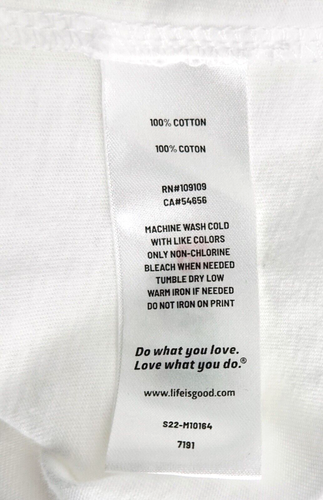 100% COTTON
100% COTON
RN#109109
CA#54656
MACHINE WASH COLD
WITH LIKE COLORS
ONLY NON-CHLORINE
BLEACH WHEN NEEDED
TUMBLE DRY LOW
WARM IRON IF NEEDED
DO NOT IRON ON PRINT
Do what you love.
Love what you do.®
www.lifeisgood.com
S22-M10164
7191